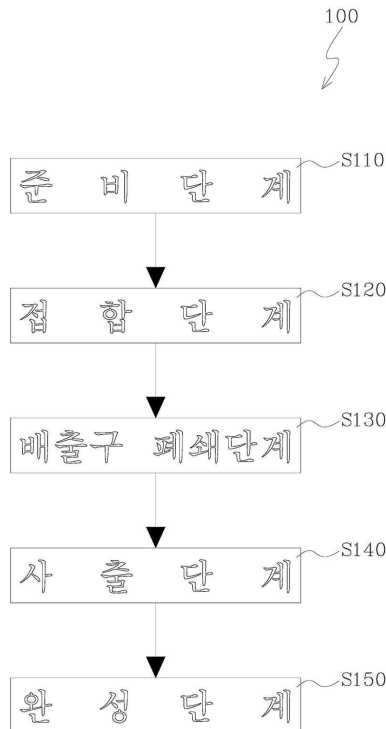 100
준 비 단 계 S110
접 합 단 계 S120
배출구 폐쇄단계 S130
사 출 단 계 S140
완 성 단 계 S150